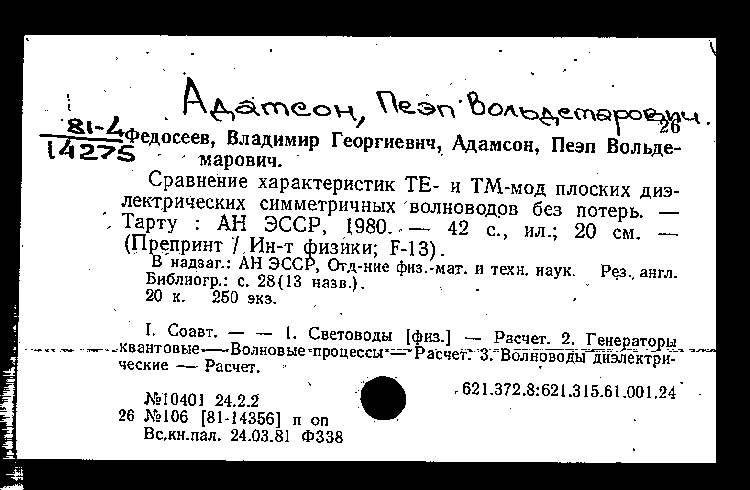 Адамсон, Пеэп Вольдемарович.
26
81-4
14275
Федосеев, Владимир Георгиевич, Адамсон, Пеэп Вольде-
марович.
Сравнение характеристик ТЕ- и ТМ-мод плоских диэ-
лектрических симметричных волноводов без потерь. —
Тарту : АН ЭССР, 1980. — 42 с., ил.; 20 см. —
(Препринт / Ин-т физики; F-13).
В надзаг.: АН ЭССР, Отд-ние физ.-мат. и техн. наук. Рез. англ.
Библиогр.: с. 28(13 назв.).
20 к. 250 экз.
I. Соавт. — — 1. Световоды [физ.] — Расчет. 2. Генераторы
квантовые — Волновые процессы — Расчет. 3. Волноводы диэлектри-
ческие — Расчет.
621.372.8:621.315.61.001.24
№10401 24.2.2
26 №106 [81-14356] п оп
Вс.кн.пал. 24.03.81 Ф338